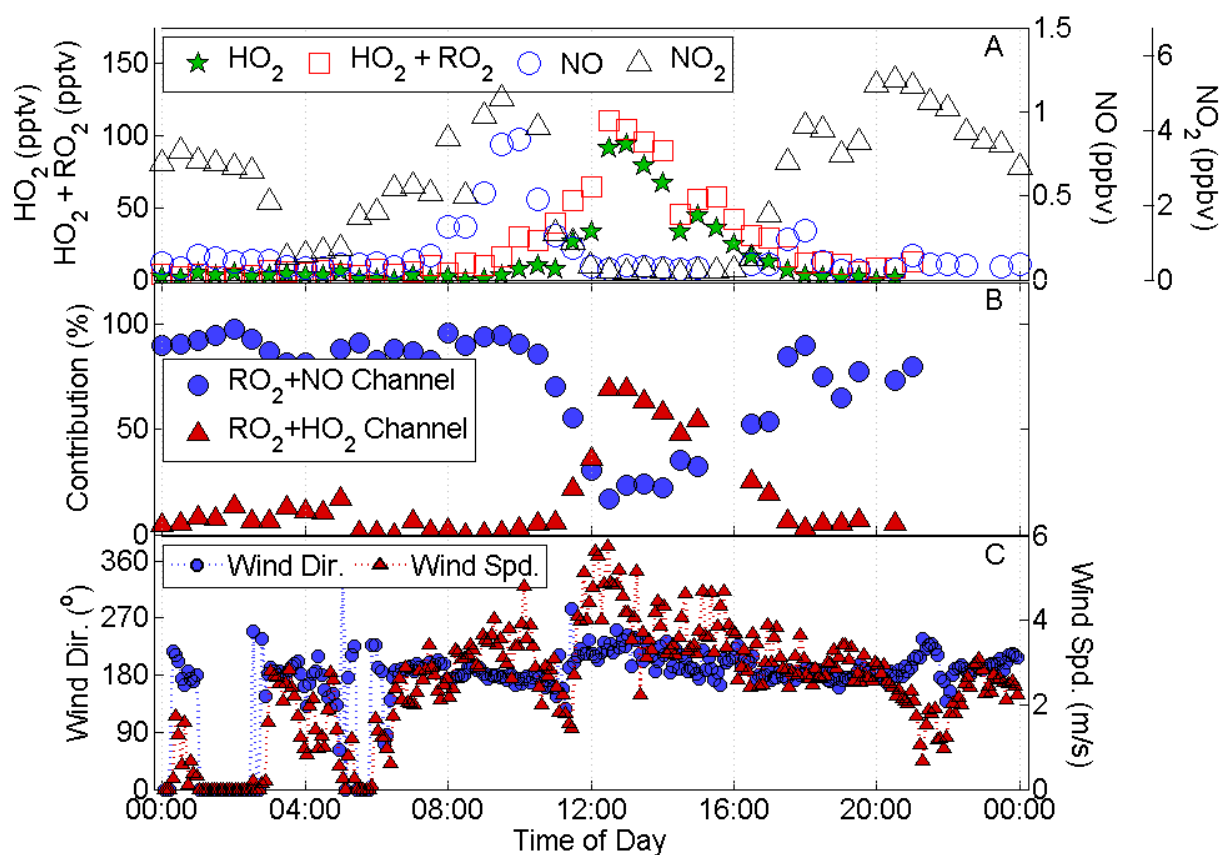 A
HO₂ (pptv)
HO₂ + RO₂ (pptv)
150
100
50
0
HO₂ HO₂ + RO₂ NO NO₂
1.5
1
0.5
0
NO (ppbv)
6
4
2
0
NO₂ (ppbv)
B
Contribution (%)
100
50
0
RO₂+NO Channel
RO₂+HO₂ Channel
C
Wind Dir. (°)
360
270
180
90
0
Wind Dir. Wind Spd.
6
4
2
0
Wind Spd. (m/s)
00:00 04:00 08:00 12:00 16:00 20:00 00:00
Time of Day